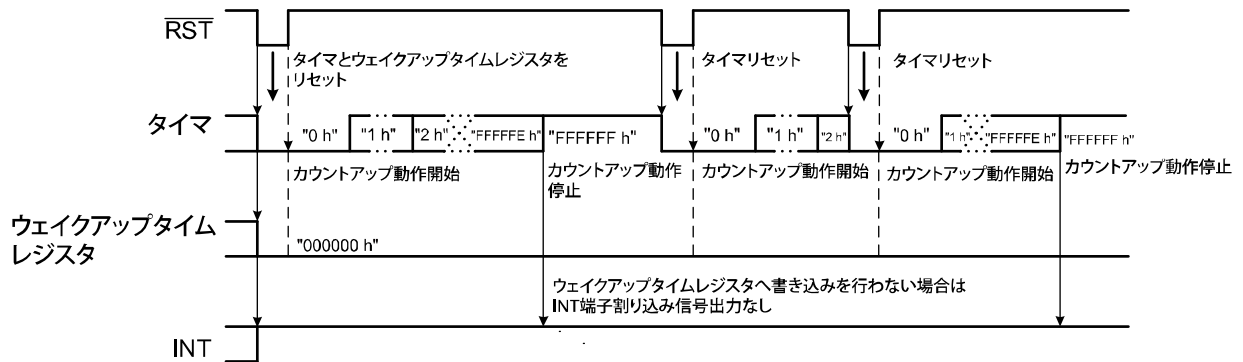 RST
タイマとウェイクアップタイムレジスタを
リセット
タイマリセット
タイマリセット
タイマ
"0 h"
"1 h"
"2 h"
"FFFFFE h"
"FFFFFF h"
"0 h"
"1 h"
"2 h"
"0 h"
"1 h"
"FFFFFE h"
"FFFFFF h"
カウントアップ動作開始
カウントアップ動作
停止
カウントアップ動作開始
カウントアップ動作開始
カウントアップ動作停止
ウェイクアップタイム
レジスタ
"000000 h"
ウェイクアップタイムレジスタへ書き込みを行わない場合は
INT端子割り込み信号出力なし
INT